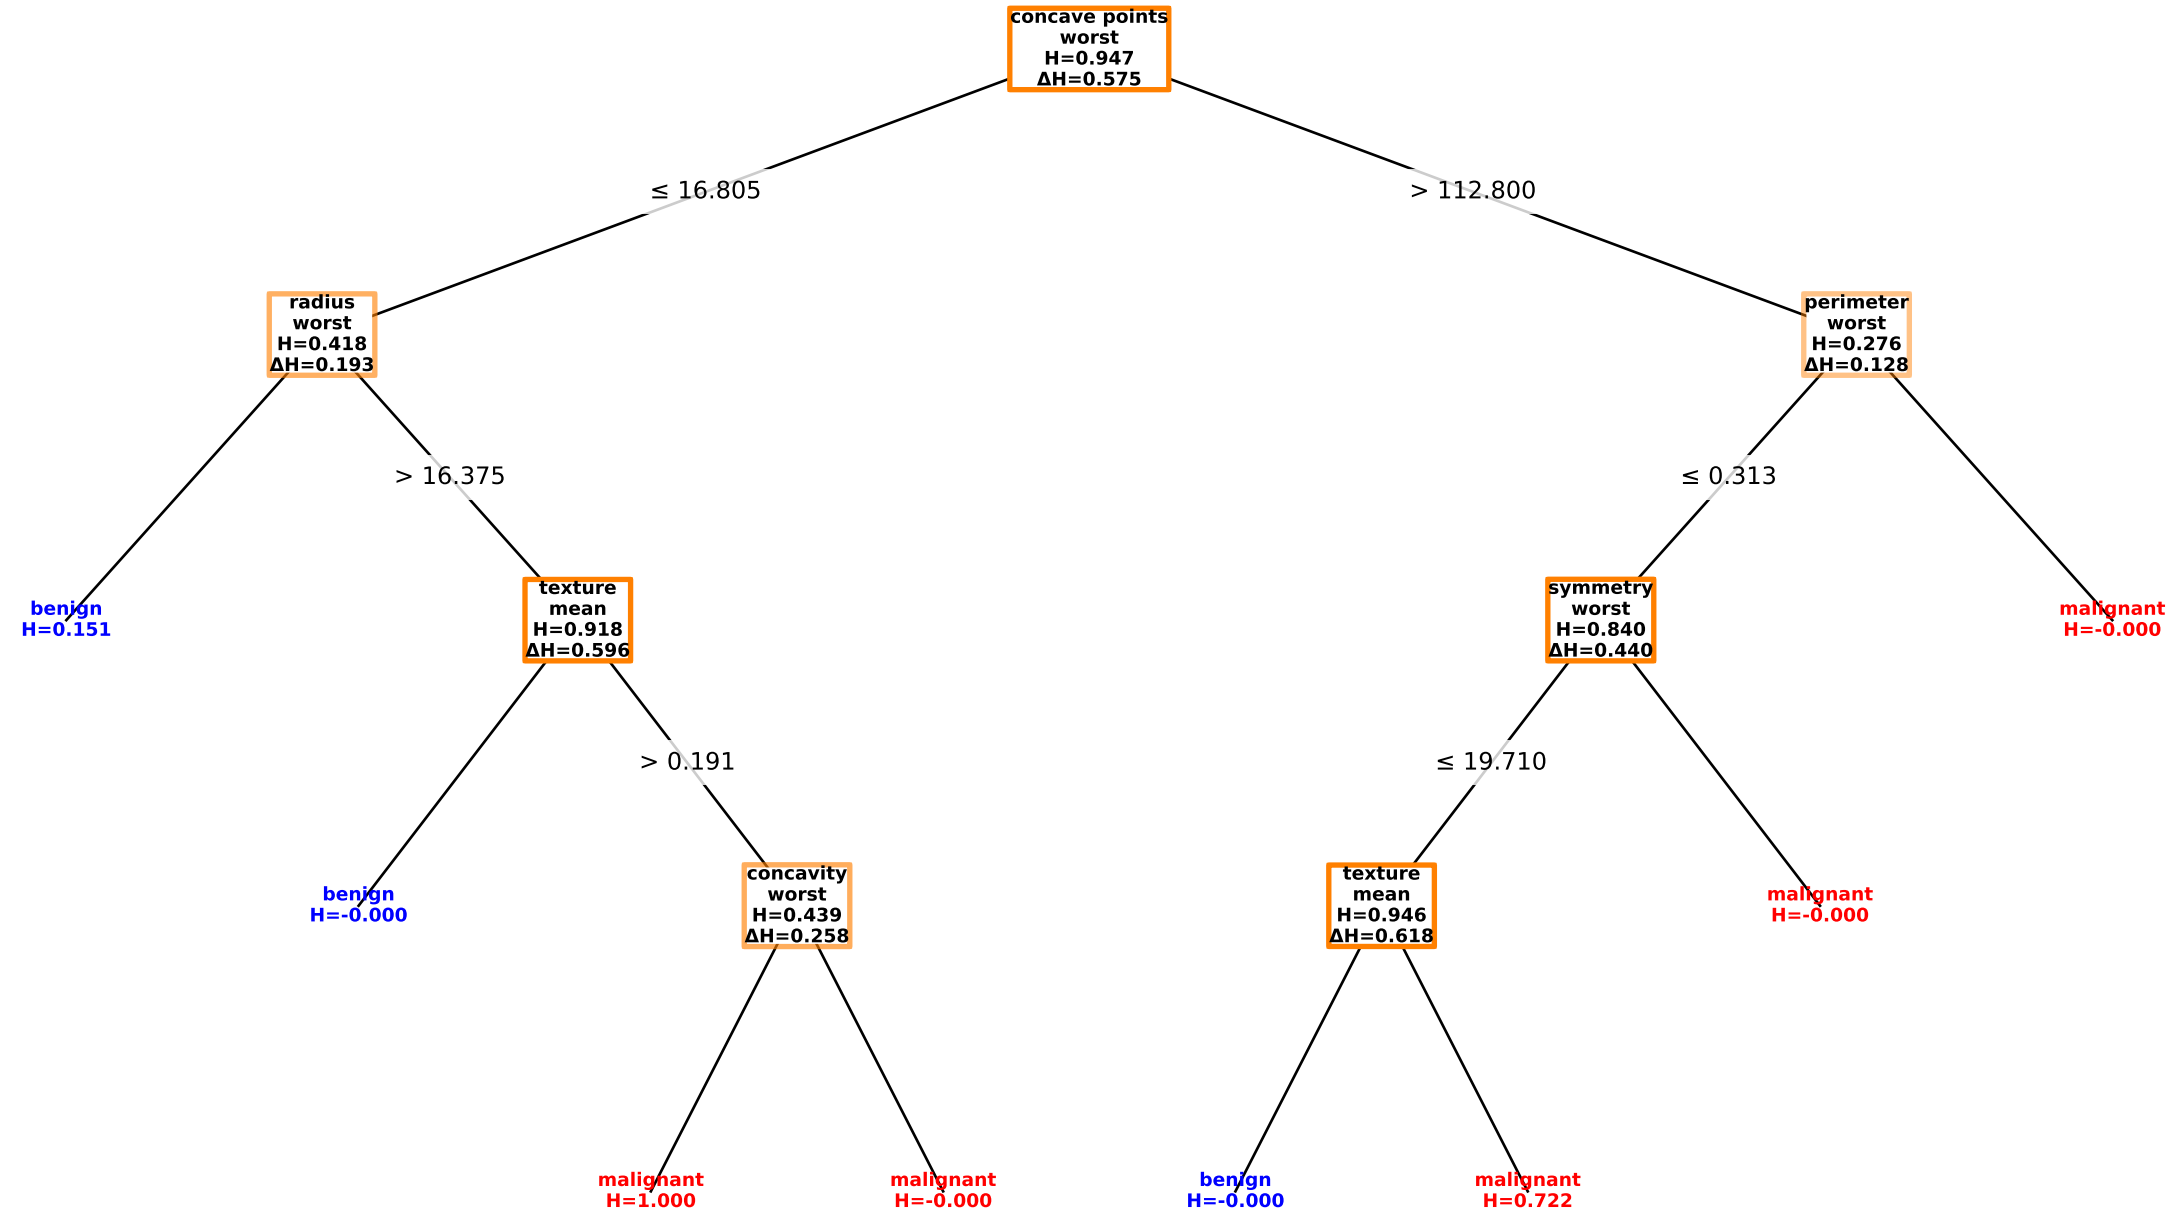 concave points
worst
H=0.947
ΔH=0.575
≤ 16.805
> 112.800
radius
worst
H=0.418
ΔH=0.193
perimeter
worst
H=0.276
ΔH=0.128
> 16.375
≤ 0.313
benign
H=0.151
texture
mean
H=0.918
ΔH=0.596
symmetry
worst
H=0.840
ΔH=0.440
malignant
H=-0.000
> 0.191
≤ 19.710
benign
H=-0.000
concavity
worst
H=0.439
ΔH=0.258
texture
mean
H=0.946
ΔH=0.618
malignant
H=-0.000
malignant
H=1.000
malignant
H=-0.000
benign
H=-0.000
malignant
H=0.722